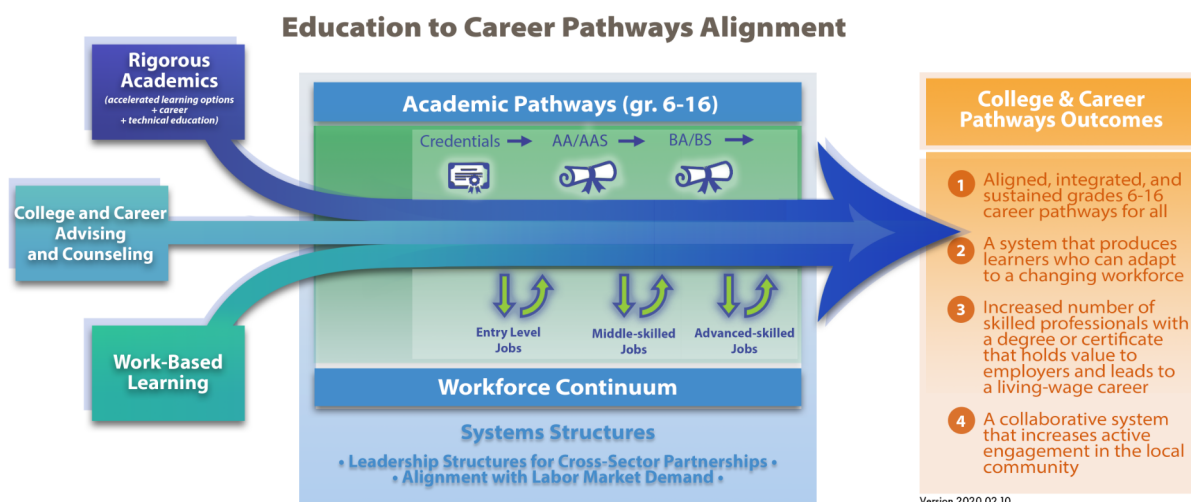 Education to Career Pathways Alignment
Rigorous
Academics
(accelerated learning options
+ career
+ technical education)
College and Career
Advising
and Counseling
Work-Based
Learning
Academic Pathways (gr. 6-16)
Credentials
AA/AAS
BA/BS
Entry Level
Jobs
Middle-skilled
Jobs
Advanced-skilled
Jobs
Workforce Continuum
Systems Structures
• Leadership Structures for Cross-Sector Partnerships •
• Alignment with Labor Market Demand •
College & Career
Pathways Outcomes
1 Aligned, integrated, and
sustained grades 6-16
career pathways for all
2 A system that produces
learners who can adapt
to a changing workforce
3 Increased number of
skilled professionals with
a degree or certificate
that holds value to
employers and leads to
a living-wage career
4 A collaborative system
that increases active
engagement in the local
community
Version 2020.02.10